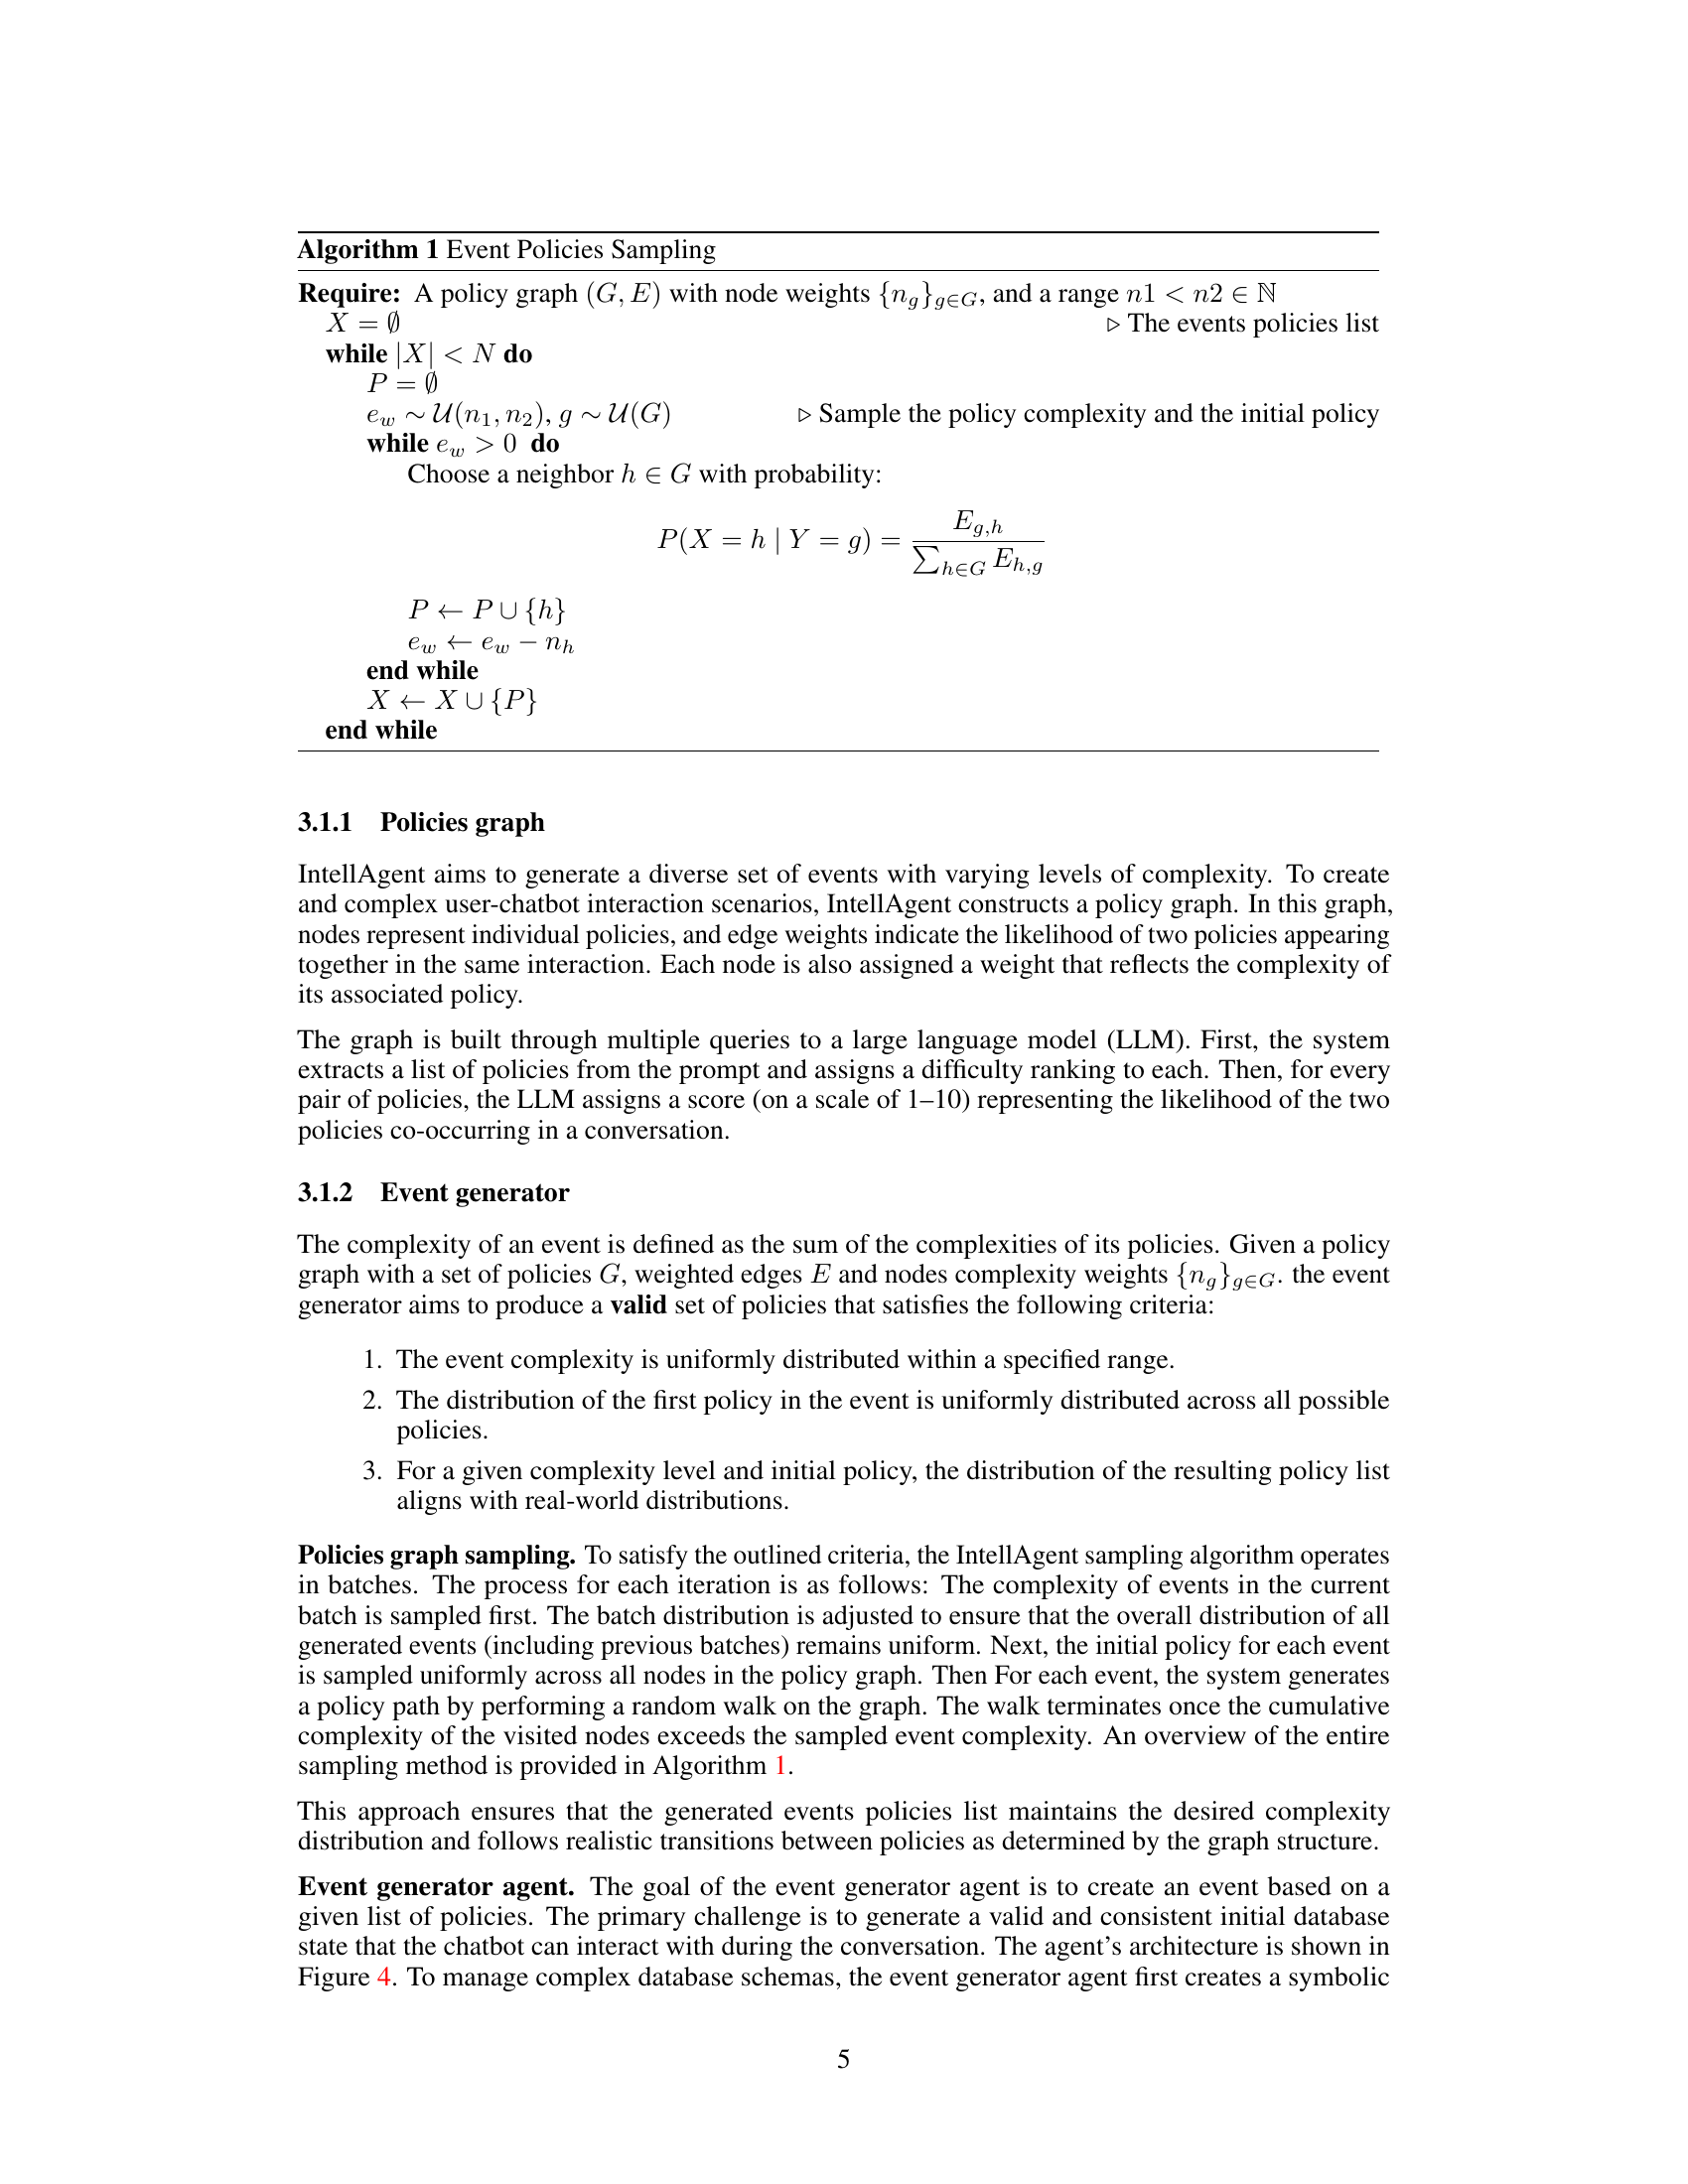 Algorithm 1 Event Policies Sampling
Require: A policy graph (G, E) with node weights {n_g}_{g∈G}, and a range n1 < n2 ∈ ℕ
X = ∅ ▷ The events policies list
while |X| < N do
P = ∅
e_w ∼ 𝒰(n_1, n_2), g ∼ 𝒰(G) ▷ Sample the policy complexity and the initial policy
while e_w > 0 do
Choose a neighbor h ∈ G with probability:
P(X = h | Y = g) = E_{g,h} / ∑_{h∈G} E_{h,g}
P ← P ∪ {h}
e_w ← e_w − n_h
end while
X ← X ∪ {P}
end while
3.1.1 Policies graph
IntellAgent aims to generate a diverse set of events with varying levels of complexity. To create
and complex user-chatbot interaction scenarios, IntellAgent constructs a policy graph. In this graph,
nodes represent individual policies, and edge weights indicate the likelihood of two policies appearing
together in the same interaction. Each node is also assigned a weight that reflects the complexity of
its associated policy.
The graph is built through multiple queries to a large language model (LLM). First, the system
extracts a list of policies from the prompt and assigns a difficulty ranking to each. Then, for every
pair of policies, the LLM assigns a score (on a scale of 1–10) representing the likelihood of the two
policies co-occurring in a conversation.
3.1.2 Event generator
The complexity of an event is defined as the sum of the complexities of its policies. Given a policy
graph with a set of policies G, weighted edges E and nodes complexity weights {n_g}_{g∈G}. the event
generator aims to produce a valid set of policies that satisfies the following criteria:
1. The event complexity is uniformly distributed within a specified range.
2. The distribution of the first policy in the event is uniformly distributed across all possible
policies.
3. For a given complexity level and initial policy, the distribution of the resulting policy list
aligns with real-world distributions.
Policies graph sampling. To satisfy the outlined criteria, the IntellAgent sampling algorithm operates
in batches. The process for each iteration is as follows: The complexity of events in the current
batch is sampled first. The batch distribution is adjusted to ensure that the overall distribution of all
generated events (including previous batches) remains uniform. Next, the initial policy for each event
is sampled uniformly across all nodes in the policy graph. Then For each event, the system generates
a policy path by performing a random walk on the graph. The walk terminates once the cumulative
complexity of the visited nodes exceeds the sampled event complexity. An overview of the entire
sampling method is provided in Algorithm 1.
This approach ensures that the generated events policies list maintains the desired complexity
distribution and follows realistic transitions between policies as determined by the graph structure.
Event generator agent. The goal of the event generator agent is to create an event based on a
given list of policies. The primary challenge is to generate a valid and consistent initial database
state that the chatbot can interact with during the conversation. The agent's architecture is shown in
Figure 4. To manage complex database schemas, the event generator agent first creates a symbolic
5